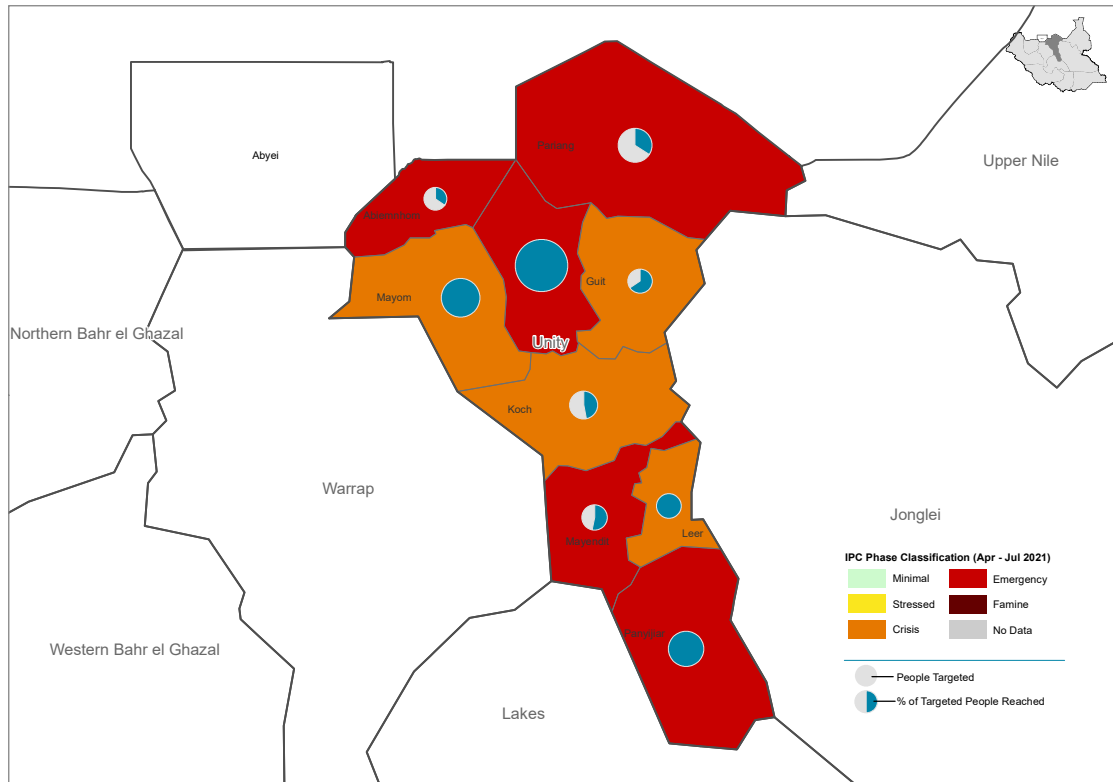 Abyei
Pariang
Upper Nile
Abiemnhom
Guit
Mayom
Northern Bahr el Ghazal
Unity
Koch
Warrap
Jonglei
Leer
Mayendit
IPC Phase Classification (Apr - Jul 2021)
Minimal
Emergency
Stressed
Famine
Crisis
No Data
Panyijiar
Western Bahr el Ghazal
People Targeted
% of Targeted People Reached
Lakes